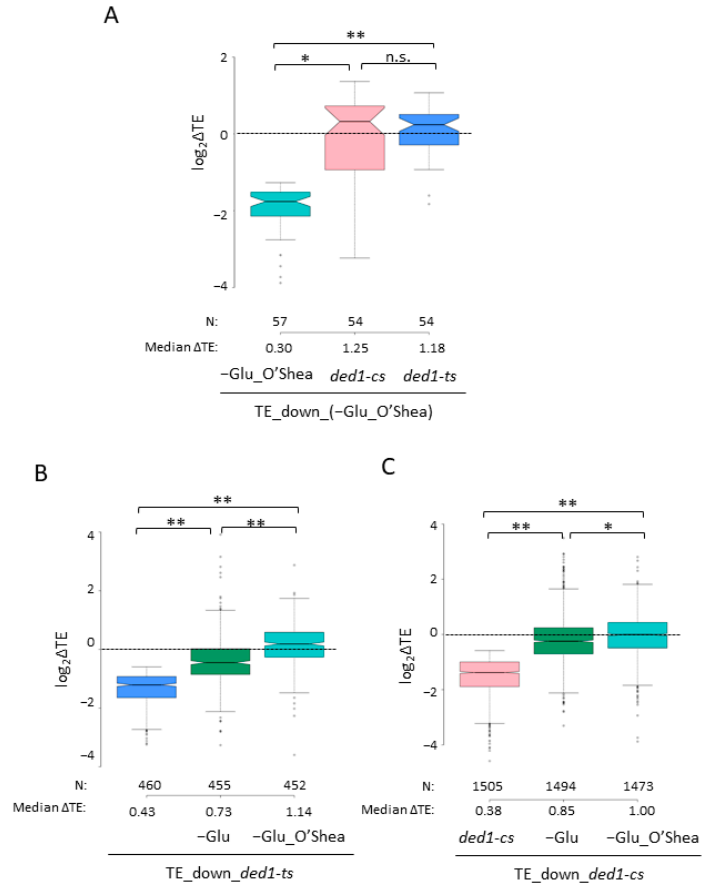 A
**
* n.s.
2
0
−2
−4
log2ΔTE
N: 57 54 54
Median ΔTE: 0.30 1.25 1.18
−Glu_O’Shea ded1-cs ded1-ts
TE_down_(−Glu_O’Shea)
B
**
** **
4
2
0
−2
−4
log2ΔTE
N: 460 455 452
Median ΔTE: 0.43 0.73 1.14
−Glu −Glu_O’Shea
TE_down_ded1-ts
C
**
** *
4
2
0
−2
−4
log2ΔTE
N: 1505 1494 1473
Median ΔTE: 0.38 0.85 1.00
ded1-cs −Glu −Glu_O’Shea
TE_down_ded1-cs